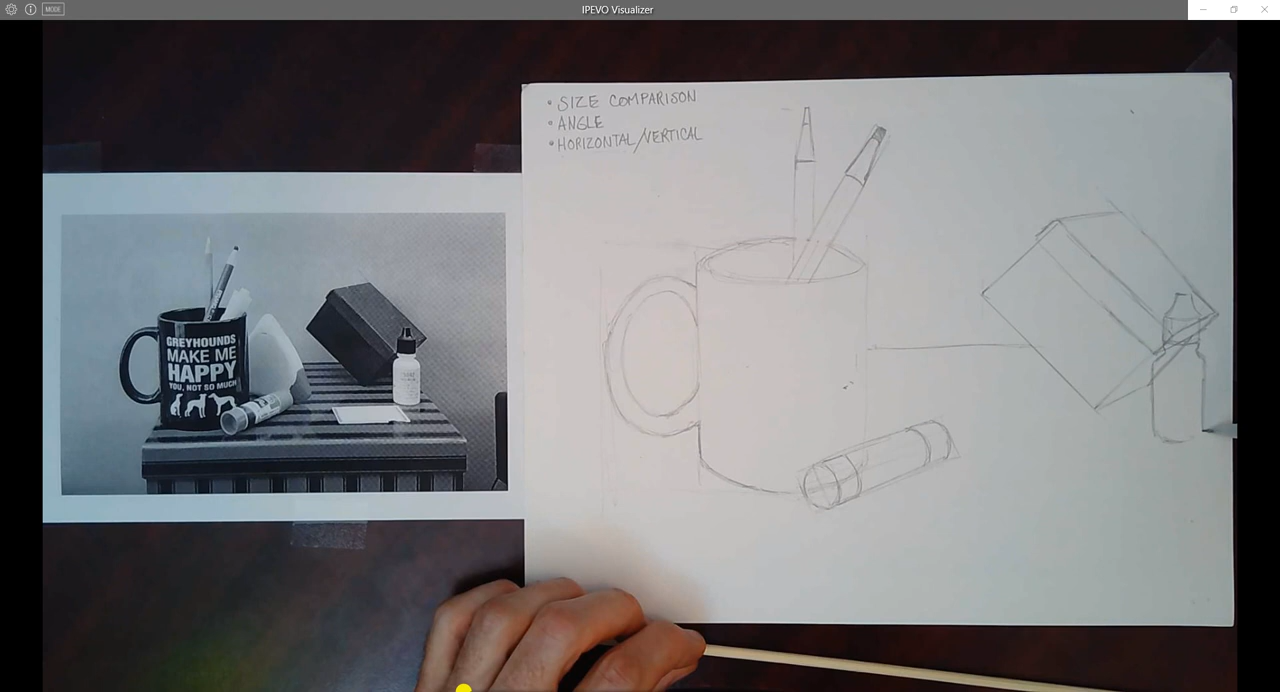 MODE
IPEVO Visualizer
• SIZE COMPARISON
• ANGLE
• HORIZONTAL/VERTICAL
GREYHOUNDS
MAKE ME
HAPPY
YOU, NOT SO MUCH